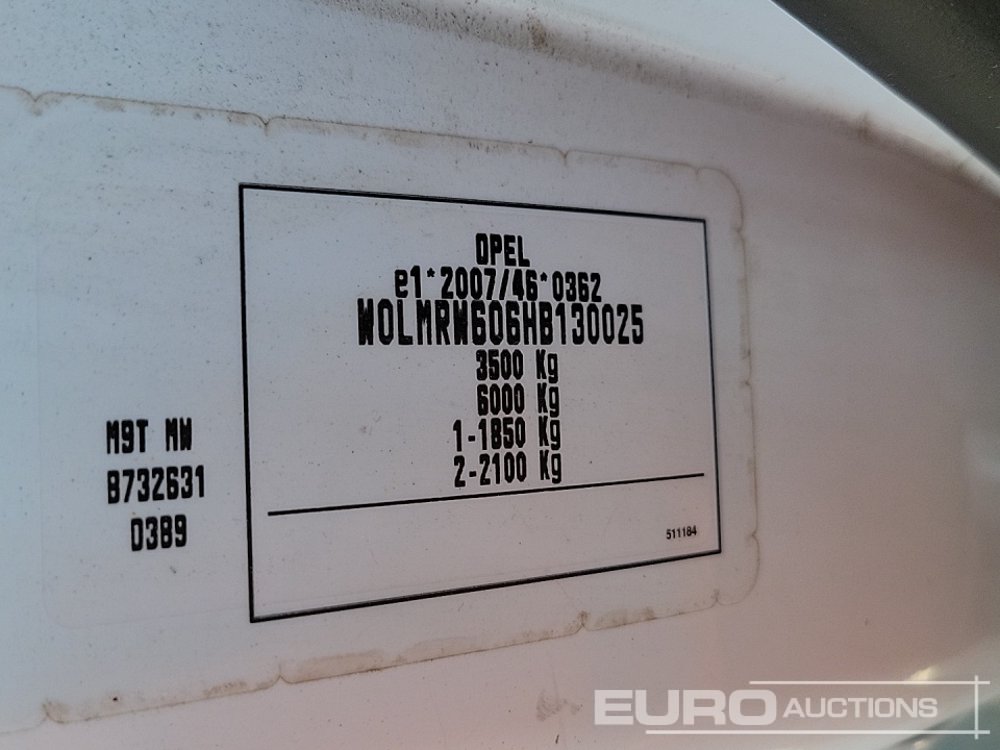 OPEL
e1*2007/46*0362
W0LMRW606HB130025
3500 Kg
6000 Kg
1-1850 Kg
2-2100 Kg
M9T MW
B732631
0389
511184
EURO AUCTIONS